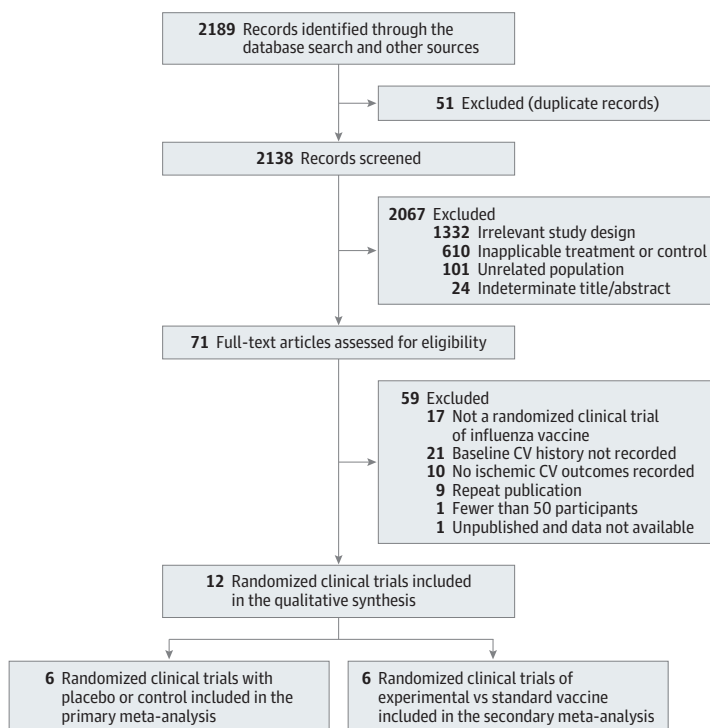 2189 Records identified through the
database search and other sources
51 Excluded (duplicate records)
2138 Records screened
2067 Excluded
1332 Irrelevant study design
610 Inapplicable treatment or control
101 Unrelated population
24 Indeterminate title/abstract
71 Full-text articles assessed for eligibility
59 Excluded
17 Not a randomized clinical trial
of influenza vaccine
21 Baseline CV history not recorded
10 No ischemic CV outcomes recorded
9 Repeat publication
1 Fewer than 50 participants
1 Unpublished and data not available
12 Randomized clinical trials included
in the qualitative synthesis
6 Randomized clinical trials with
placebo or control included in the
primary meta-analysis
6 Randomized clinical trials of
experimental vs standard vaccine
included in the secondary meta-analysis